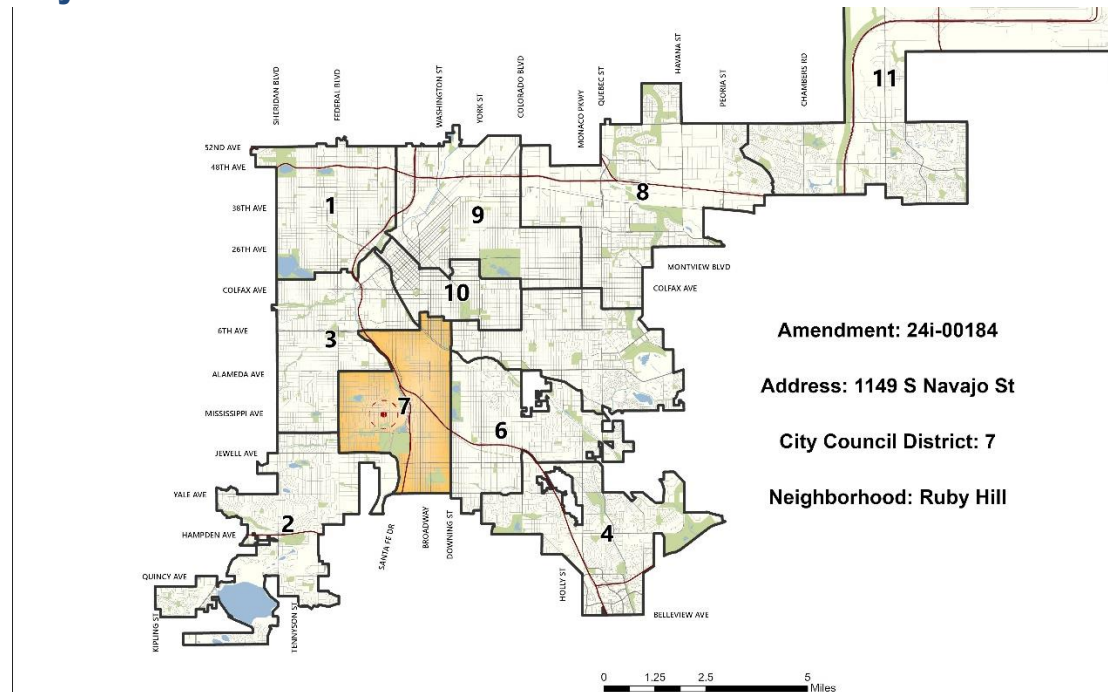 SHERIDAN BLVD
FEDERAL BLVD
WASHINGTON ST
YORK ST
COLORADO BLVD
MONACO PKWY
QUEBEC ST
HAVANA ST
PEORIA ST
CHAMBERS RD
11
52ND AVE
48TH AVE
8
38TH AVE
1
9
26TH AVE
MONTVIEW BLVD
COLFAX AVE
10
COLFAX AVE
6TH AVE
3
Amendment: 24i-00184
ALAMEDA AVE
Address: 1149 S Navajo St
7
MISSISSIPPI AVE
6
City Council District: 7
JEWELL AVE
YALE AVE
Neighborhood: Ruby Hill
2
HAMPDEN AVE
4
SANTA FE DR
BROADWAY
DOWNING ST
QUINCY AVE
HOLLY ST
KIPLING ST
TENNYSON ST
BELLEVIEW AVE
0 1.25 2.5 5
Miles